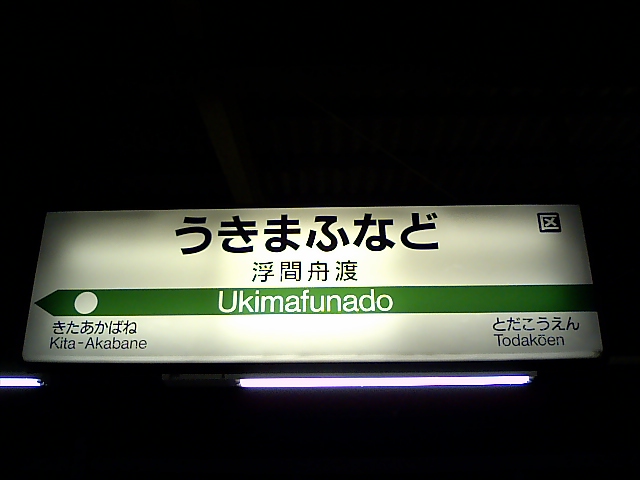 うきまふなど
区
浮間舟渡
Ukimafunado
きたあかばね
Kita-Akabane
とだこうえん
Todakōen